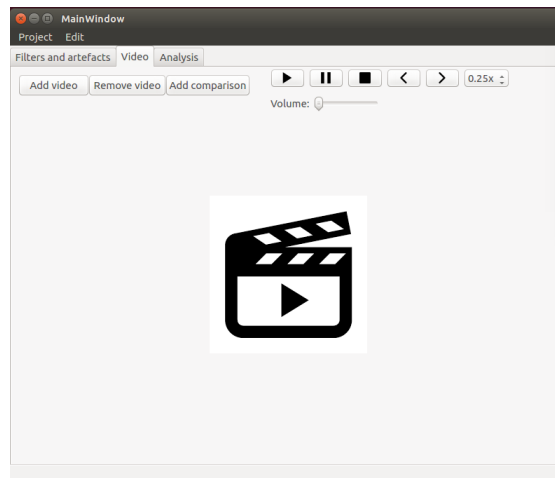 MainWindow
Project Edit
Filters and artefacts Video Analysis
Add video Remove video Add comparison 0.25x
Volume: